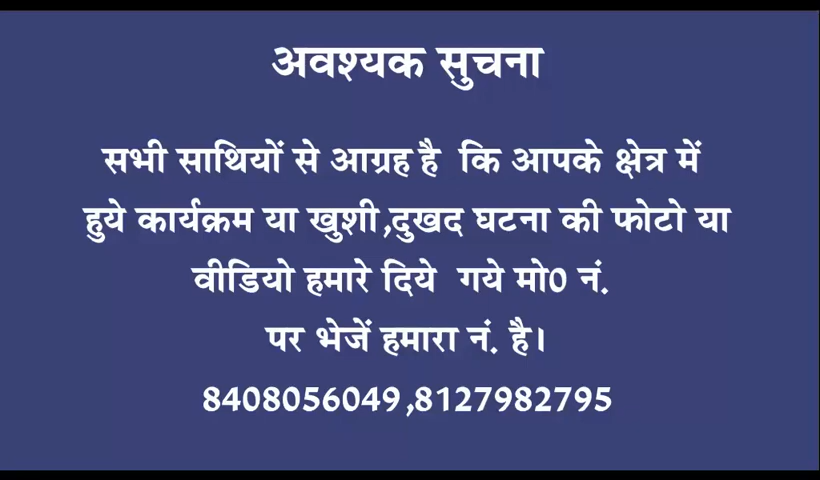 अवश्यक सुचना
सभी साथियों से आग्रह है कि आपके क्षेत्र में
हुये कार्यक्रम या खुशी,दुखद घटना की फोटो या
वीडियो हमारे दिये गये मो0 नं.
पर भेजें हमारा नं. है।
8408056049,8127982795